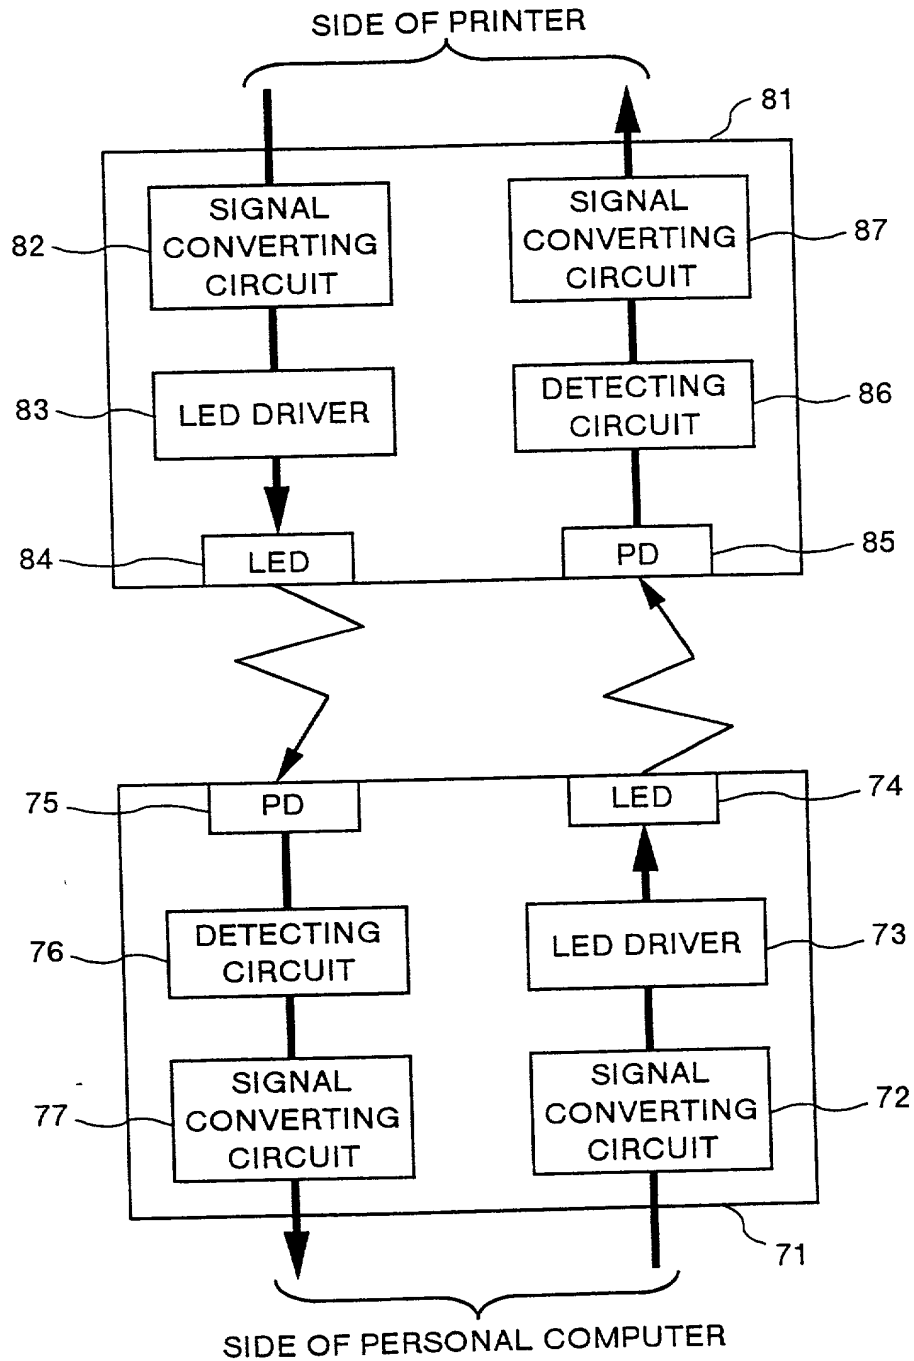 SIDE OF PRINTER
81
SIGNAL
CONVERTING
CIRCUIT
82
SIGNAL
CONVERTING
CIRCUIT
87
LED DRIVER
83
DETECTING
CIRCUIT
86
84
LED
PD
85
75
PD
LED
74
76
DETECTING
CIRCUIT
LED DRIVER
73
77
SIGNAL
CONVERTING
CIRCUIT
SIGNAL
CONVERTING
CIRCUIT
72
71
SIDE OF PERSONAL COMPUTER